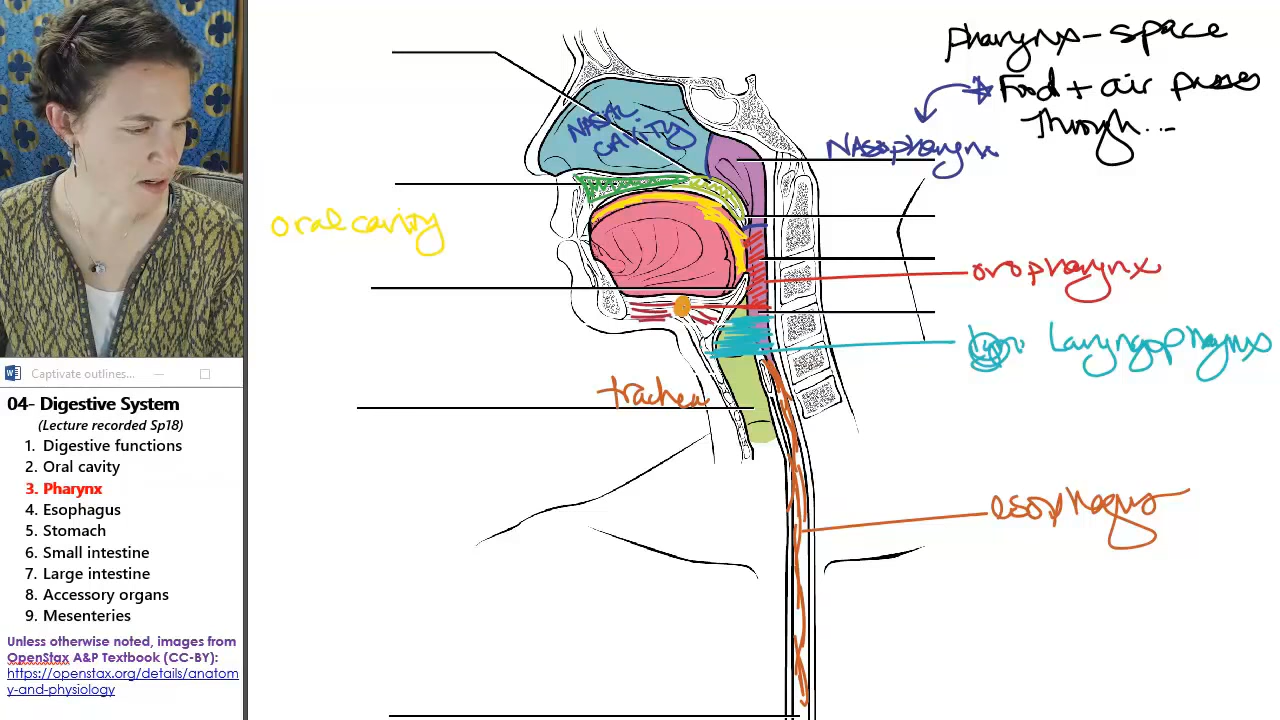 pharynx - space
Food + air passes
through...
NASAL
CAVITY
Nasopharynx
oral cavity
oropharynx
Laryngopharynx
trachea
esophagus
Captivate outlines...
04- Digestive System
(Lecture recorded Sp18)
1. Digestive functions
2. Oral cavity
3. Pharynx
4. Esophagus
5. Stomach
6. Small intestine
7. Large intestine
8. Accessory organs
9. Mesenteries
Unless otherwise noted, images from
OpenStax A&P Textbook (CC-BY):
https://openstax.org/details/anatom
y-and-physiology